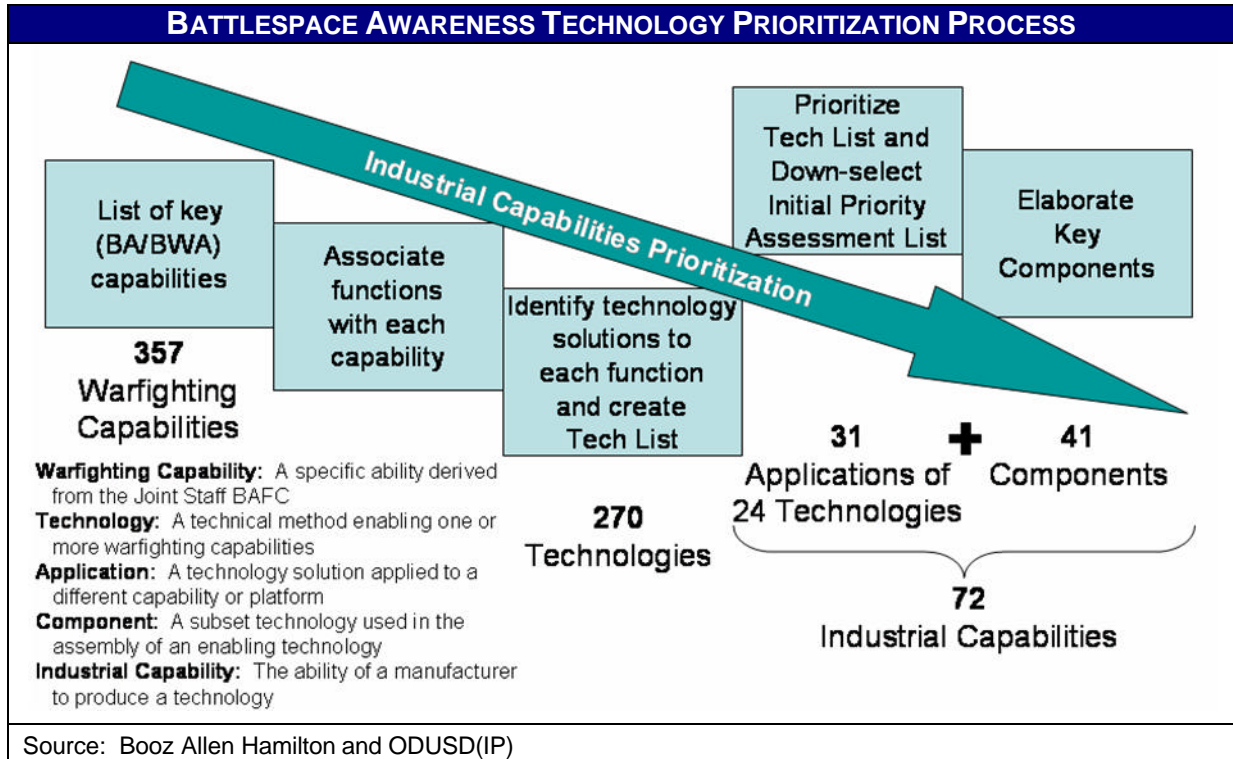 BATTLESPACE AWARENESS TECHNOLOGY PRIORITIZATION PROCESS
Industrial Capabilities Prioritization
List of key
(BA/BWA)
capabilities
357
Warfighting
Capabilities
Associate
functions
with each
capability
Identify technology
solutions to
each function
and create
Tech List
270
Technologies
Prioritize
Tech List and
Down-select
Initial Priority
Assessment List
Elaborate
Key
Components
31
Applications of
24 Technologies
+
41
Components
72
Industrial Capabilities
Warfighting Capability: A specific ability derived
from the Joint Staff BAFC
Technology: A technical method enabling one or
more warfighting capabilities
Application: A technology solution applied to a
different capability or platform
Component: A subset technology used in the
assembly of an enabling technology
Industrial Capability: The ability of a manufacturer
to produce a technology
Source: Booz Allen Hamilton and ODUSD(IP)